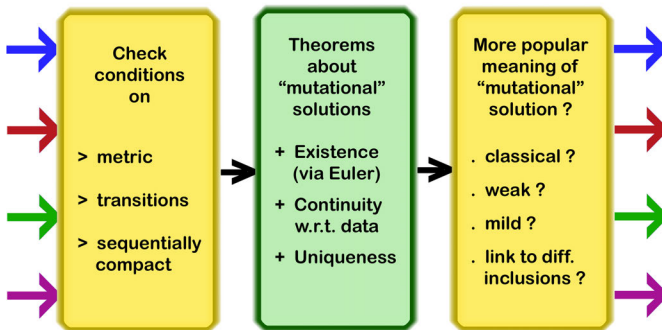 Check
conditions
on
> metric
> transitions
> sequentially
compact
Theorems
about
“mutational”
solutions
+ Existence
(via Euler)
+ Continuity
w.r.t. data
+ Uniqueness
More popular
meaning of
“mutational”
solution ?
. classical ?
. weak ?
. mild ?
. link to diff.
inclusions ?